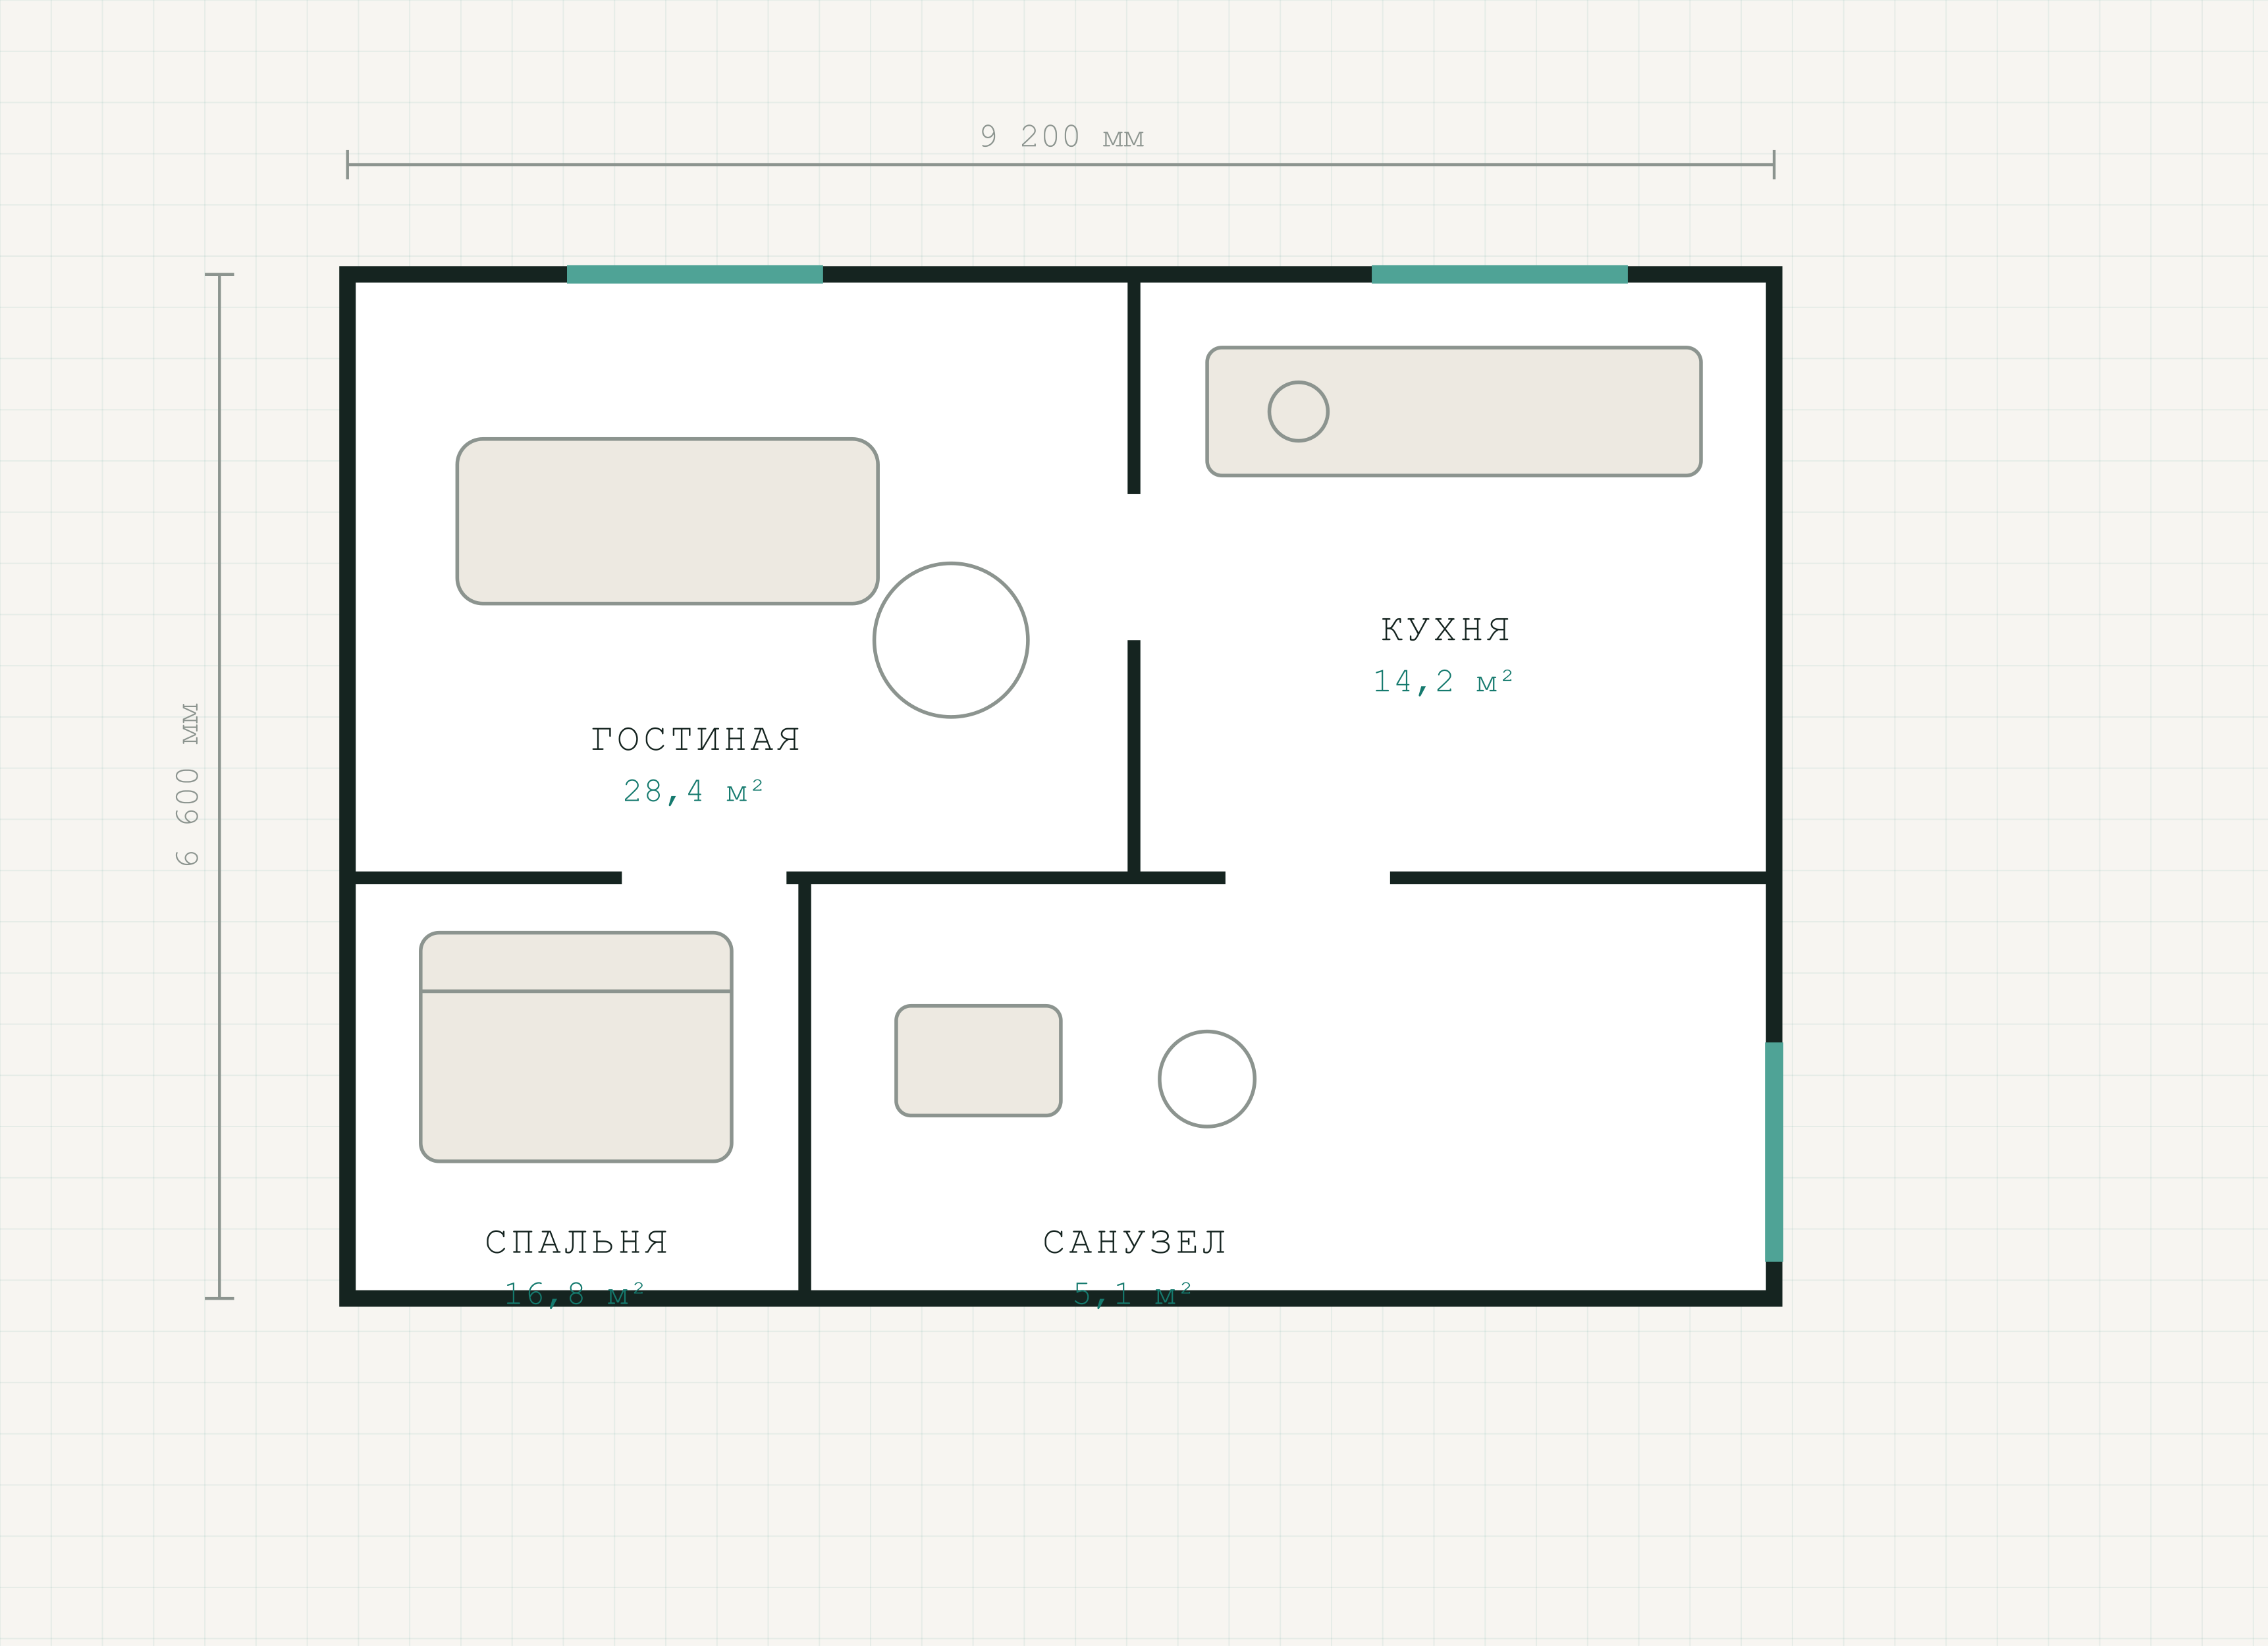 9 200 мм
6 600 мм
КУХНЯ
14,2 м²
ГОСТИНАЯ
28,4 м²
СПАЛЬНЯ
16,8 м²
САНУЗЕЛ
5,1 м²